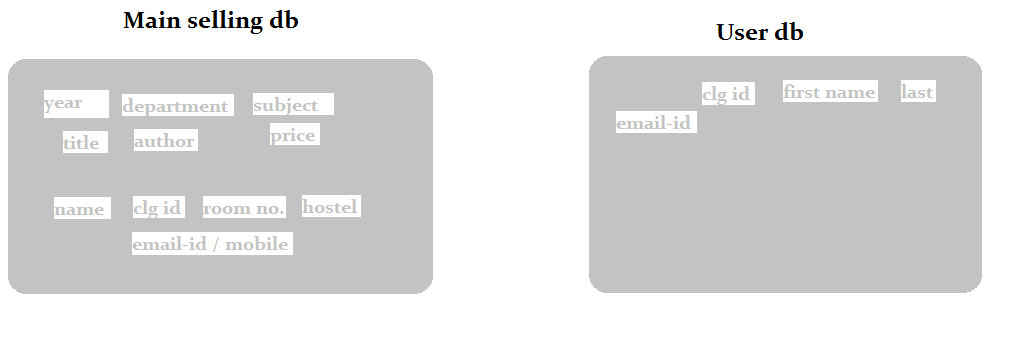 Main selling db
year department subject
title author price
name clg id room no. hostel
email-id / mobile
User db
clg id first name last
email-id